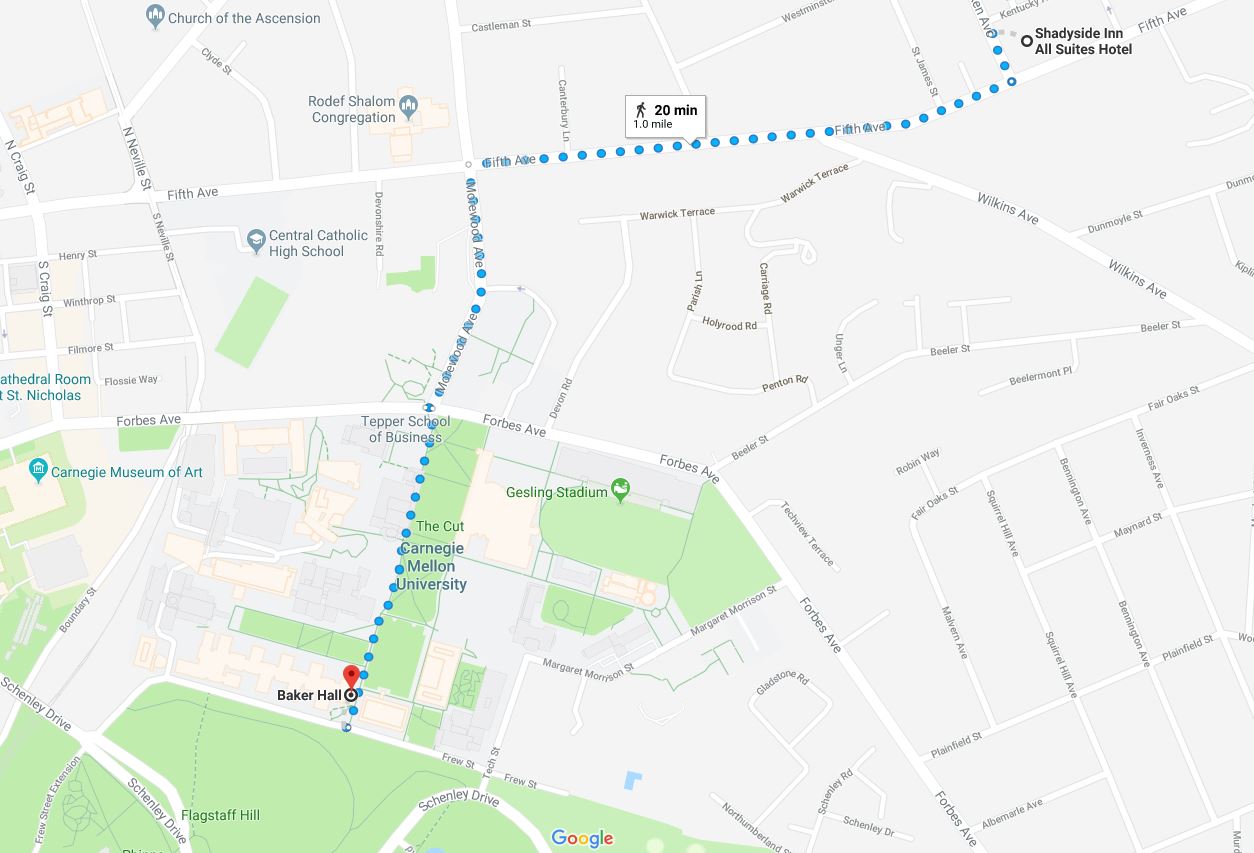 Church of the Ascension
Castleman St
Westminster
Kentucky A
Fifth Ave
Shadyside Inn
All Suites Hotel
Clyde St
St James St
Rodef Shalom
Congregation
Canterbury Ln
20 min
1.0 mile
Fifth Ave
Fifth Ave
N Craig St
N Neville St
Fifth Ave
Warwick Terrace
Warwick Terrace
Wilkins Ave
Dunmoyle St
Devonshire Rd
Morewood Ave
S Neville St
Central Catholic
High School
Henry St
S Craig St
Winthrop St
Parish Ln
Carriage Rd
Wilkins Ave
Holyrood Rd
Morewood Ave
Unger Ln
Beeler St
Beeler St
Filmore St
athedral Room
t St. Nicholas
Flossie Way
Penton Rd
Beelermont Pl
Devon Rd
Fair Oaks St
Forbes Ave
Tepper School
of Business
Forbes Ave
Beeler St
Forbes Ave
Robin Way
Inverness Ave
Bennington Ave
Carnegie Museum of Art
Gesling Stadium
Fair Oaks St
Squirrel Hill Ave
Maynard St
The Cut
Techview Terrace
Carnegie
Mellon
University
Boundary St
Margaret Morrison St
Forbes Ave
Malvern Ave
Bennington Ave
Squirrel Hill Ave
Plainfield St
Margaret Morrison St
Baker Hall
Gladstone Rd
Schenley Drive
Plainfield St
Frew St
Tech St
Frew St
Frew Street Extension
Schenley Drive
Schenley Drive
Schenley Rd
Forbes Ave
Albemarle Ave
Flagstaff Hill
Northumberland St
Schenley Dr
Google